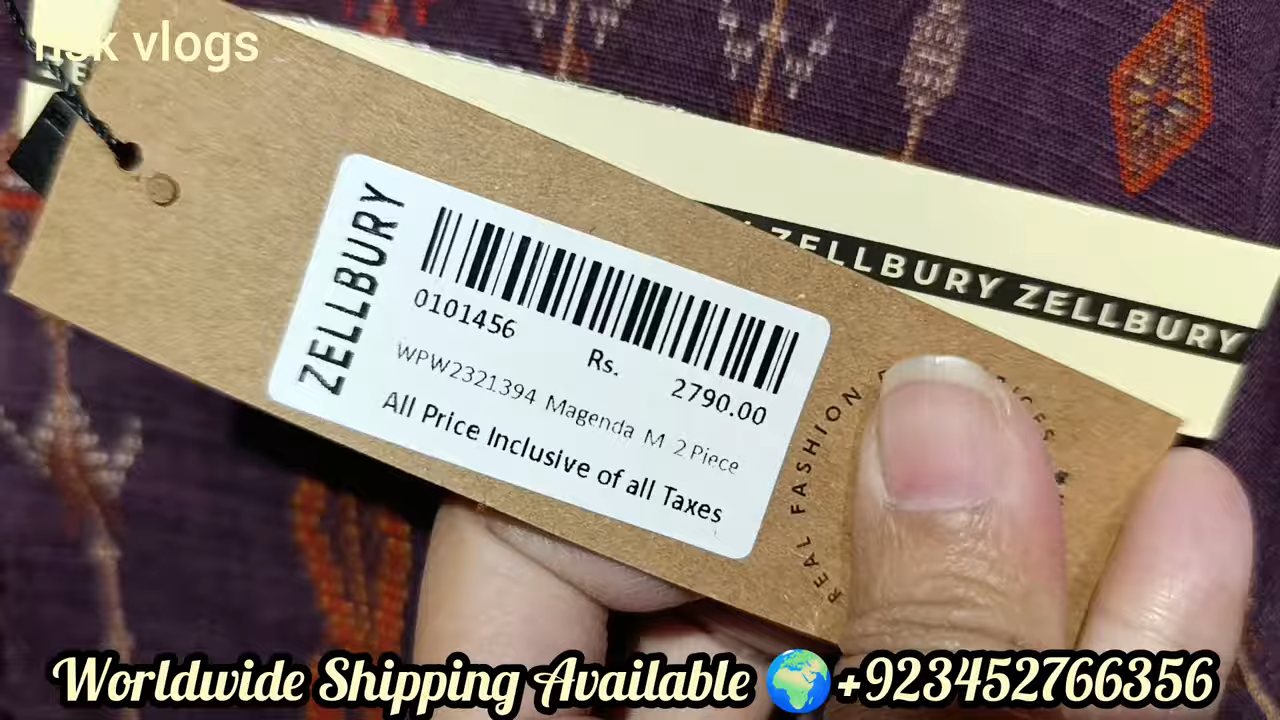 vlogs
ZELLBURY
0101456
Rs. 2790.00
WPW2321394 Magenda M 2 Piece
All Price Inclusive of all Taxes
ZELLBURY ZELLBURY
REAL FASHION
Worldwide Shipping Available 🌍+923452766356